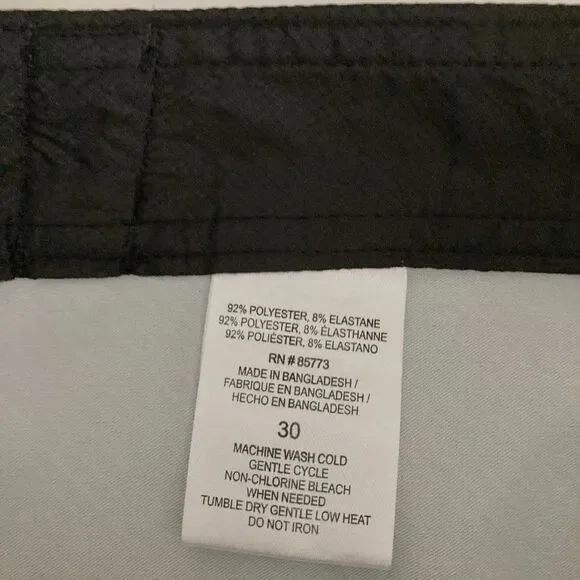 92% POLYESTER, 8% ELASTANE
92% POLYESTER, 8% ÉLASTHANNE
92% POLIÉSTER, 8% ELASTANO
RN # 85773
MADE IN BANGLADESH /
FABRIQUE EN BANGLADESH /
HECHO EN BANGLADESH
30
MACHINE WASH COLD
GENTLE CYCLE
NON-CHLORINE BLEACH
WHEN NEEDED
TUMBLE DRY GENTLE LOW HEAT
DO NOT IRON